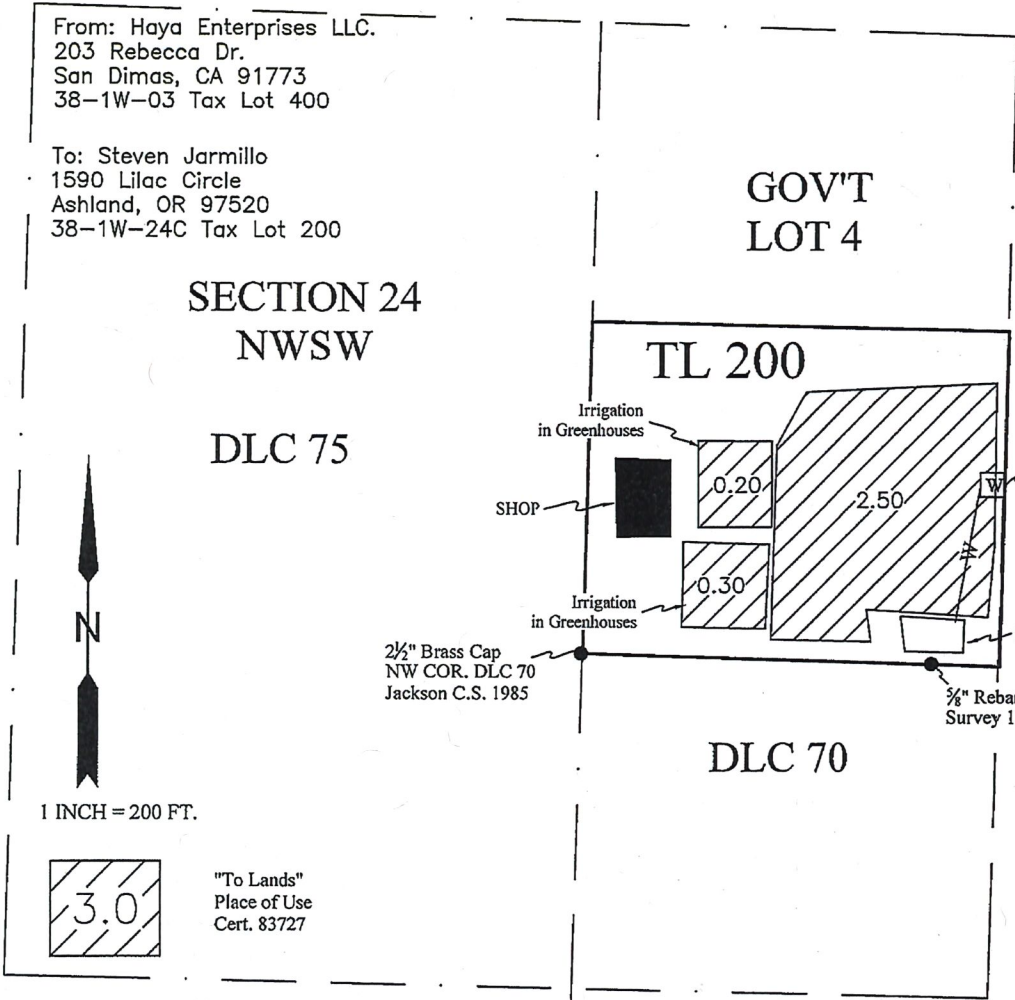 From: Haya Enterprises LLC.
203 Rebecca Dr.
San Dimas, CA 91773
38-1W-03 Tax Lot 400
To: Steven Jarmillo
1590 Lilac Circle
Ashland, OR 97520
38-1W-24C Tax Lot 200
GOV'T
LOT 4
SECTION 24
NWSW
TL 200
DLC 75
Irrigation
in Greenhouses
SHOP
0.20
2.50
W
W
0.30
Irrigation
in Greenhouses
2½" Brass Cap
NW COR. DLC 70
Jackson C.S. 1985
⅝" Reba
Survey 1
N
DLC 70
1 INCH = 200 FT.
3.0
"To Lands"
Place of Use
Cert. 83727